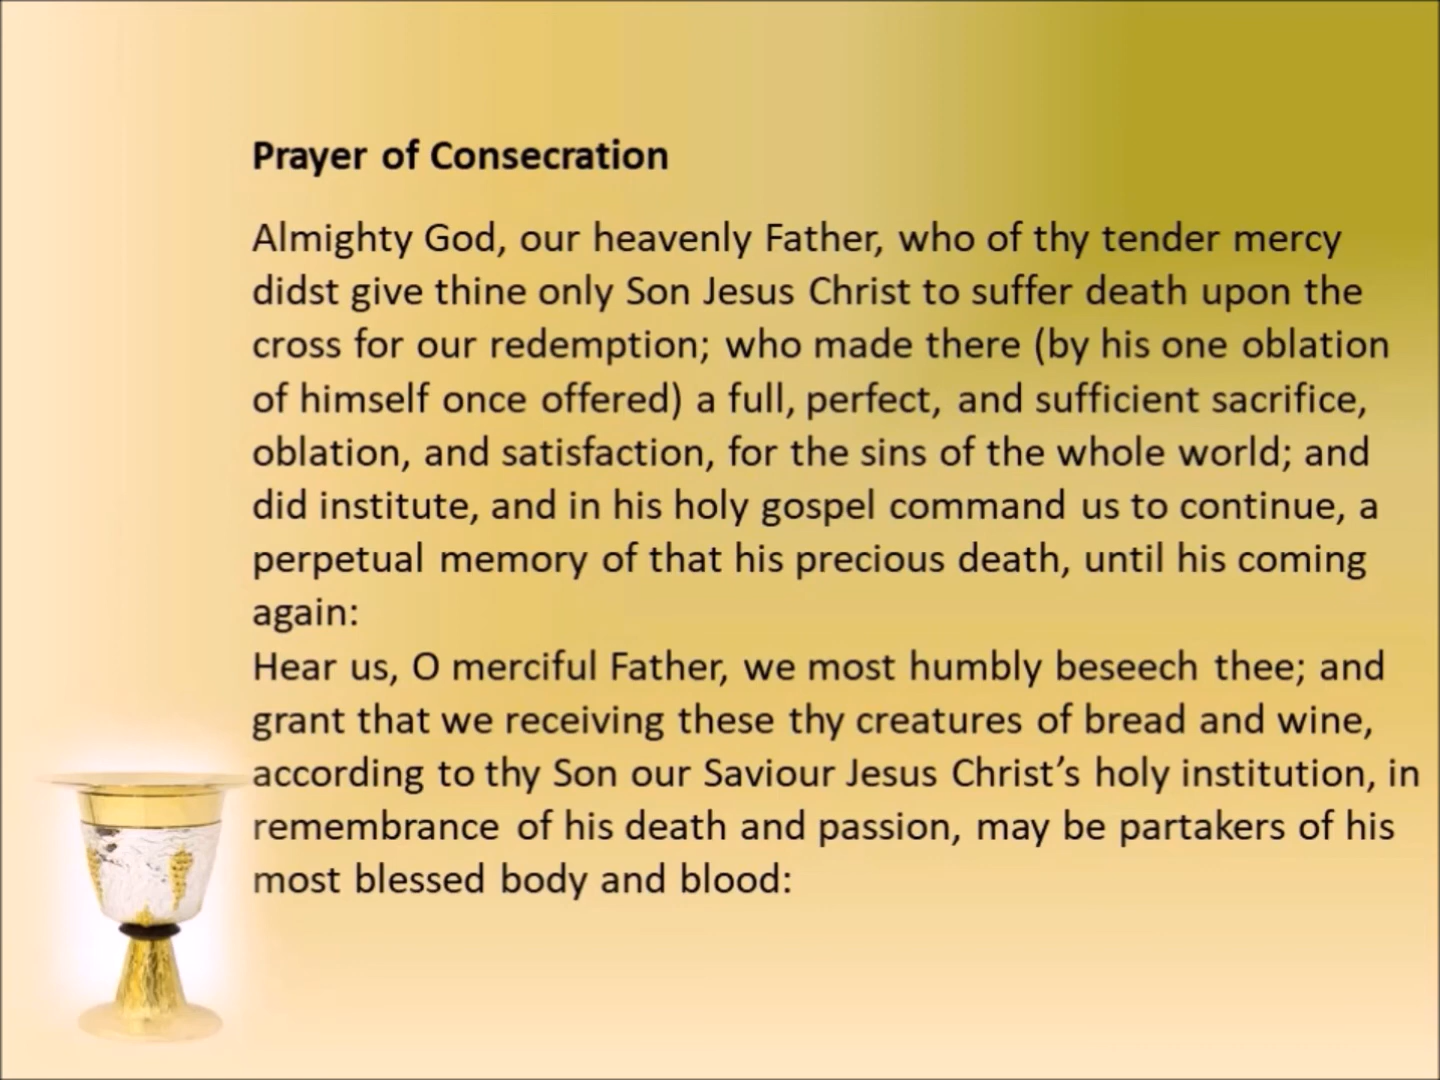 Prayer of Consecration
Almighty God, our heavenly Father, who of thy tender mercy
didst give thine only Son Jesus Christ to suffer death upon the
cross for our redemption; who made there (by his one oblation
of himself once offered) a full, perfect, and sufficient sacrifice,
oblation, and satisfaction, for the sins of the whole world; and
did institute, and in his holy gospel command us to continue, a
perpetual memory of that his precious death, until his coming
again:
Hear us, O merciful Father, we most humbly beseech thee; and
grant that we receiving these thy creatures of bread and wine,
according to thy Son our Saviour Jesus Christ’s holy institution, in
remembrance of his death and passion, may be partakers of his
most blessed body and blood: